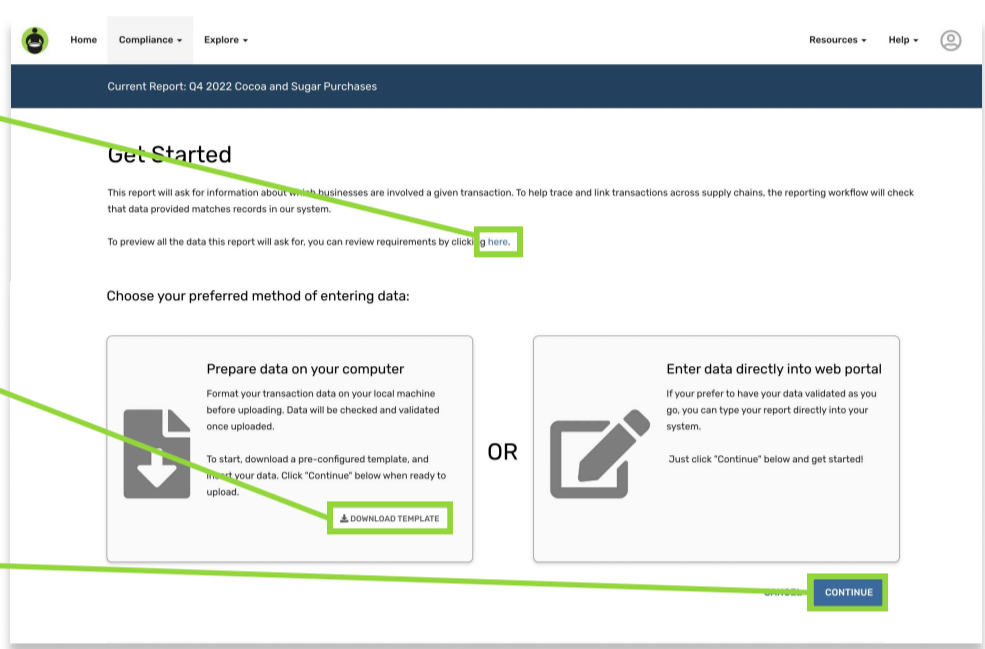 Home Compliance Explore Resources Help
Current Report: Q4 2022 Cocoa and Sugar Purchases
Get Started
This report will ask for information about which businesses are involved a given transaction. To help trace and link transactions across supply chains, the reporting workflow will check
that data provided matches records in our system.
To preview all the data this report will ask for, you can review requirements by clicking here.
Choose your preferred method of entering data:
Prepare data on your computer
Format your transaction data on your local machine
before uploading. Data will be checked and validated
once uploaded.
To start, download a pre-configured template, and
insert your data. Click "Continue" below when ready to
upload.
DOWNLOAD TEMPLATE
OR
Enter data directly into web portal
If your prefer to have your data validated as you
go, you can type your report directly into your
system.
Just click "Continue" below and get started!
CANCEL CONTINUE